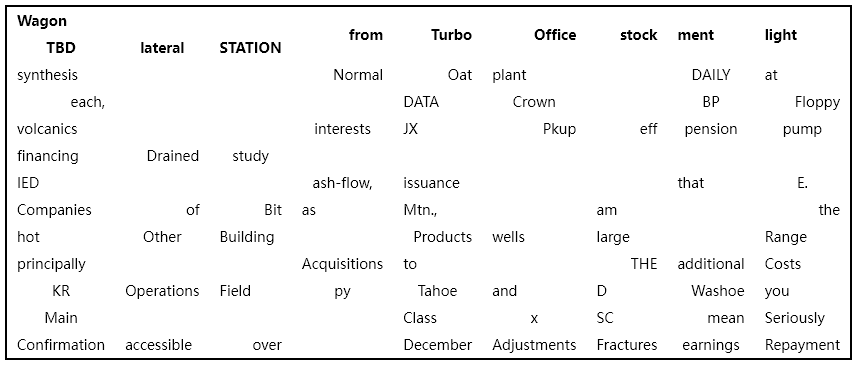 Wagon TBD lateral STATION from Turbo Office stock ment light
synthesis Normal Oat plant DAILY at
each, DATA Crown BP Floppy
volcanics interests JX Pkup eff pension pump
financing Drained study
IED ash-flow, issuance that E.
Companies of Bit as Mtn., am the
hot Other Building Products wells large Range
principally Acquisitions to THE additional Costs
KR Operations Field py Tahoe and D Washoe you
Main Class x SC mean Seriously
Confirmation accessible over December Adjustments Fractures earnings Repayment